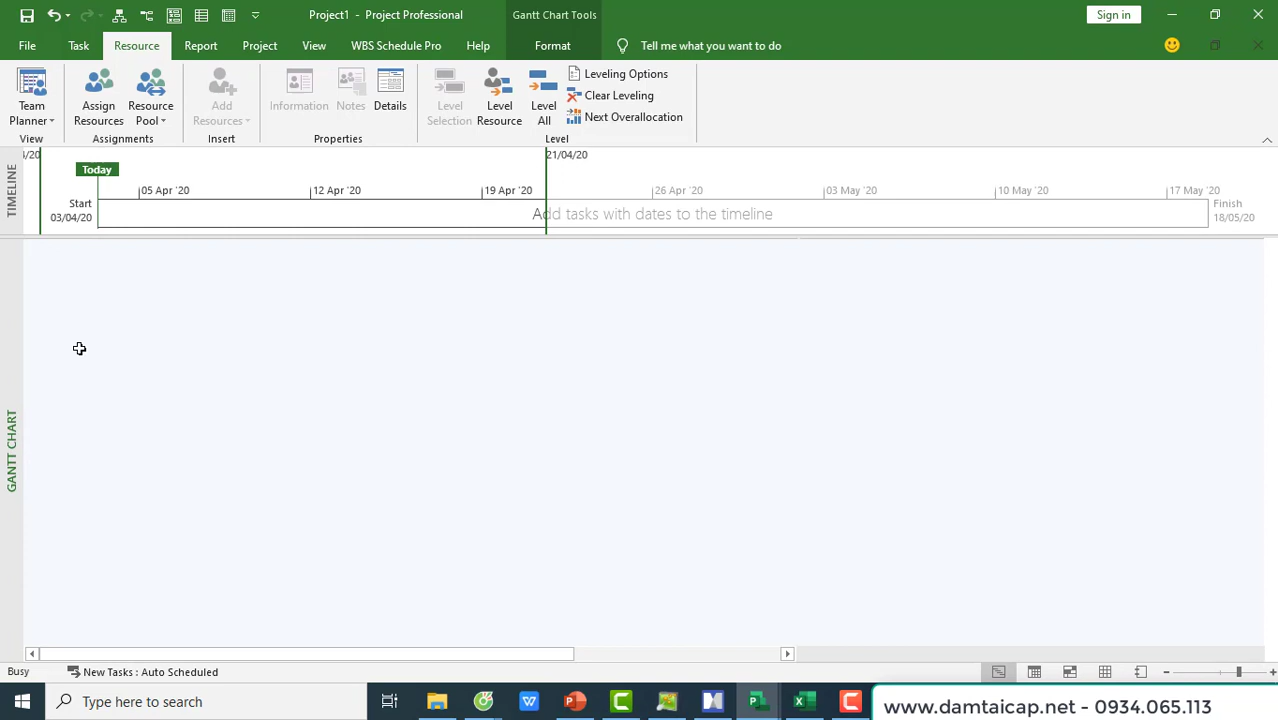 Project1 - Project Professional
Gantt Chart Tools
Sign in
File
Task
Resource
Report
Project
View
WBS Schedule Pro
Help
Format
Tell me what you want to do
Team Planner
Assign Resources
Resource Pool
Add Resources
Information
Notes
Details
Level Selection
Level Resource
Level All
Leveling Options
Clear Leveling
Next Overallocation
View
Assignments
Insert
Properties
Level
TIMELINE
4/20
21/04/20
Today
05 Apr '20
12 Apr '20
19 Apr '20
26 Apr '20
03 May '20
10 May '20
17 May '20
Start
03/04/20
Add tasks with dates to the timeline
Finish
18/05/20
GANTT CHART
Busy
New Tasks : Auto Scheduled
Type here to search
www.damtaicap.net - 0934.065.113